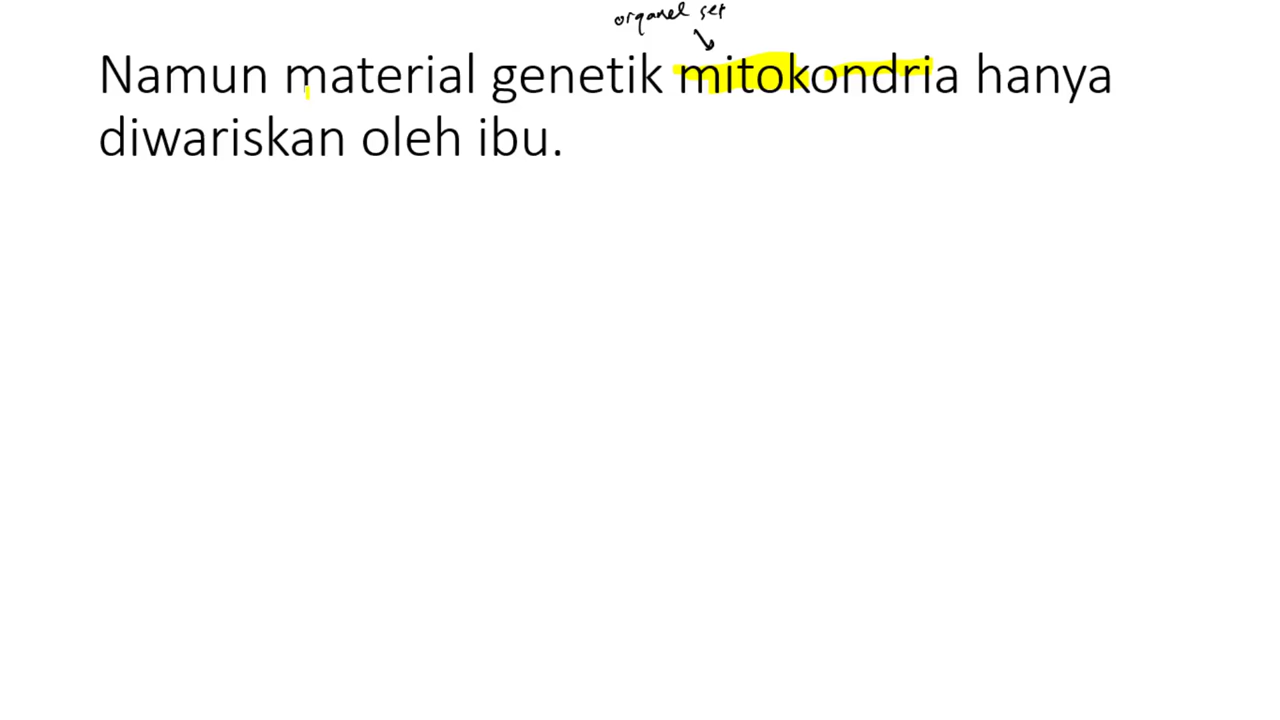 organel sel
Namun material genetik mitokondria hanya
diwariskan oleh ibu.